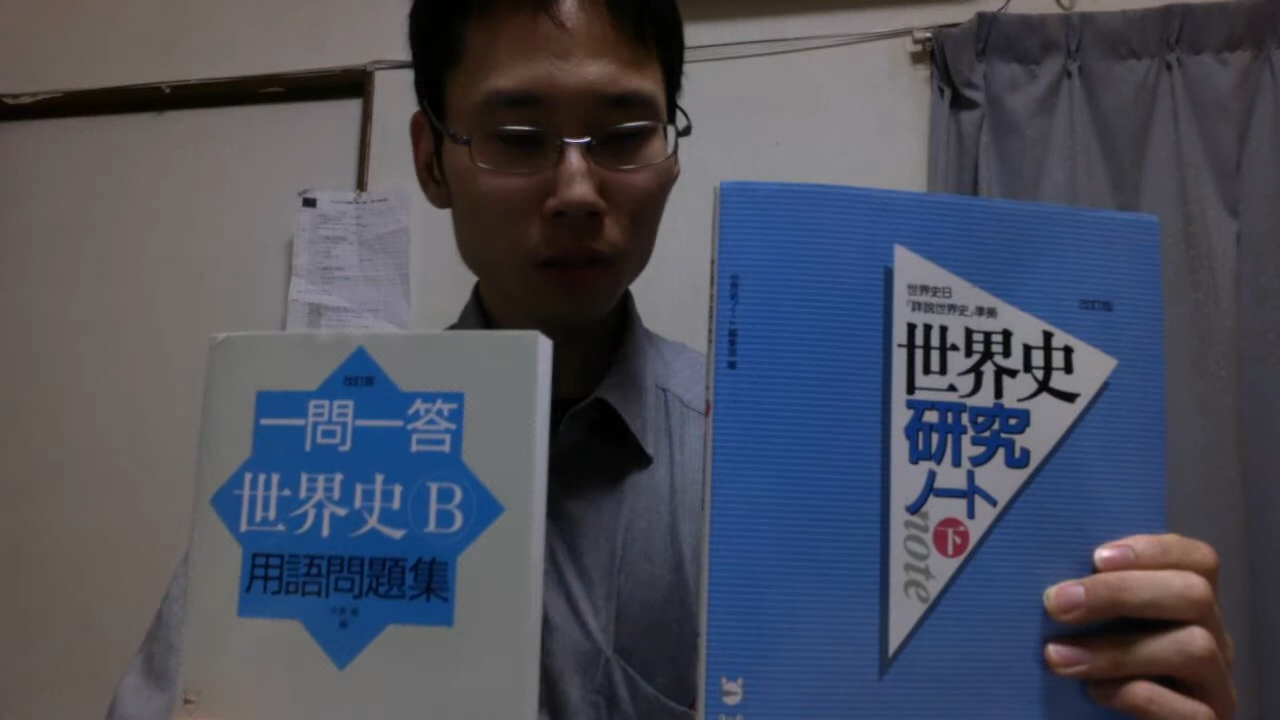 改訂版
一問一答
世界史B
用語問題集
編
世界史B
「詳説世界史」準拠
改訂版
世界史
研究
ノート
下
note